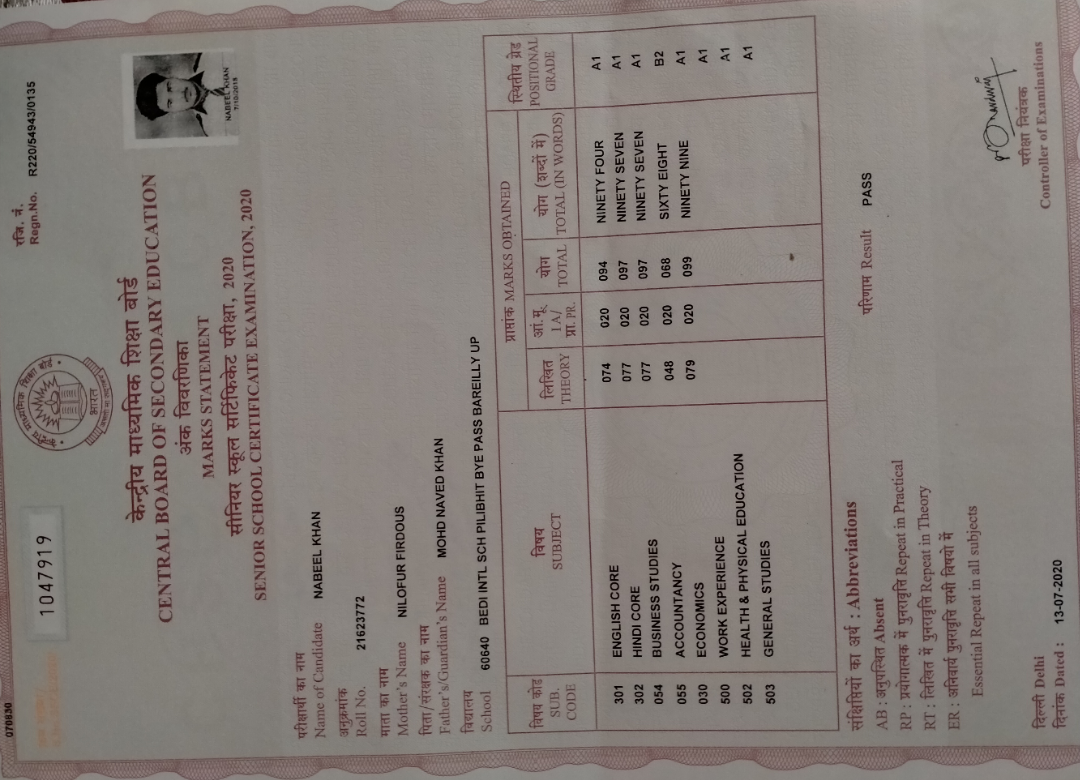 070830
1047919
रजि. नं.
Regn.No. R220/54943/0135
केन्द्रीय माध्यमिक शिक्षा बोर्ड
भारत
NABEEL KHAN
7/10/2018
केन्द्रीय माध्यमिक शिक्षा बोर्ड
CENTRAL BOARD OF SECONDARY EDUCATION
अंक विवरणिका
MARKS STATEMENT
सीनियर स्कूल सर्टिफिकेट परीक्षा, 2020
SENIOR SCHOOL CERTIFICATE EXAMINATION, 2020
परीक्षार्थी का नाम
Name of Candidate NABEEL KHAN
अनुक्रमांक
Roll No. 21623772
माता का नाम
Mother's Name NILOFUR FIRDOUS
पिता/संरक्षक का नाम
Father's/Guardian's Name MOHD NAVED KHAN
विद्यालय
School 60640 BEDI INTL SCH PILIBHIT BYE PASS BAREILLY UP
प्राप्तांक MARKS OBTAINED
विषय कोड विषय लिखित आं.मू. योग योग (शब्दों में) स्थितीय ग्रेड
SUB. CODE SUBJECT THEORY IA/ प्रा. PR. TOTAL TOTAL (IN WORDS) POSITIONAL GRADE
301 ENGLISH CORE 074 020 094 NINETY FOUR A1
302 HINDI CORE 077 020 097 NINETY SEVEN A1
054 BUSINESS STUDIES 077 020 097 NINETY SEVEN A1
055 ACCOUNTANCY 048 020 068 SIXTY EIGHT B2
030 ECONOMICS 079 020 099 NINETY NINE A1
500 WORK EXPERIENCE A1
502 HEALTH & PHYSICAL EDUCATION A1
503 GENERAL STUDIES A1
संक्षिप्तियों का अर्थ : Abbreviations परिणाम Result PASS
AB : अनुपस्थित Absent
RP : प्रयोगात्मक में पुनरावृत्ति Repeat in Practical
RT : लिखित में पुनरावृत्ति Repeat in Theory
ER : अनिवार्य पुनरावृत्ति सभी विषयों में
Essential Repeat in all subjects
दिल्ली Delhi परीक्षा नियंत्रक
दिनांक Dated : 13-07-2020 Controller of Examinations